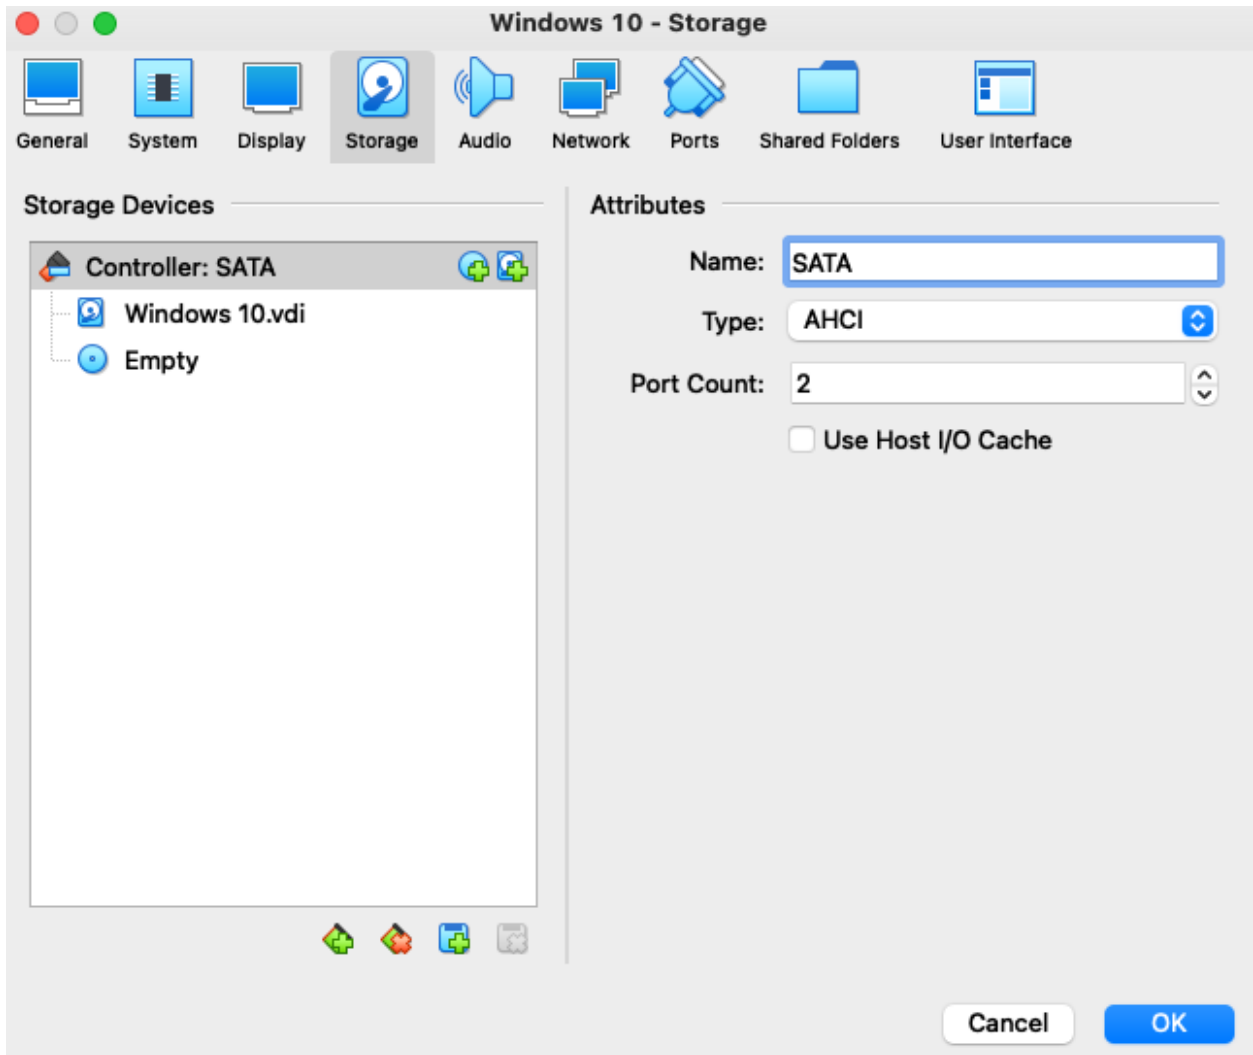 Windows 10 - Storage
General System Display Storage Audio Network Ports Shared Folders User Interface
Storage Devices
Controller: SATA
Windows 10.vdi
Empty
Attributes
Name: SATA
Type: AHCI
Port Count: 2
Use Host I/O Cache
Cancel OK